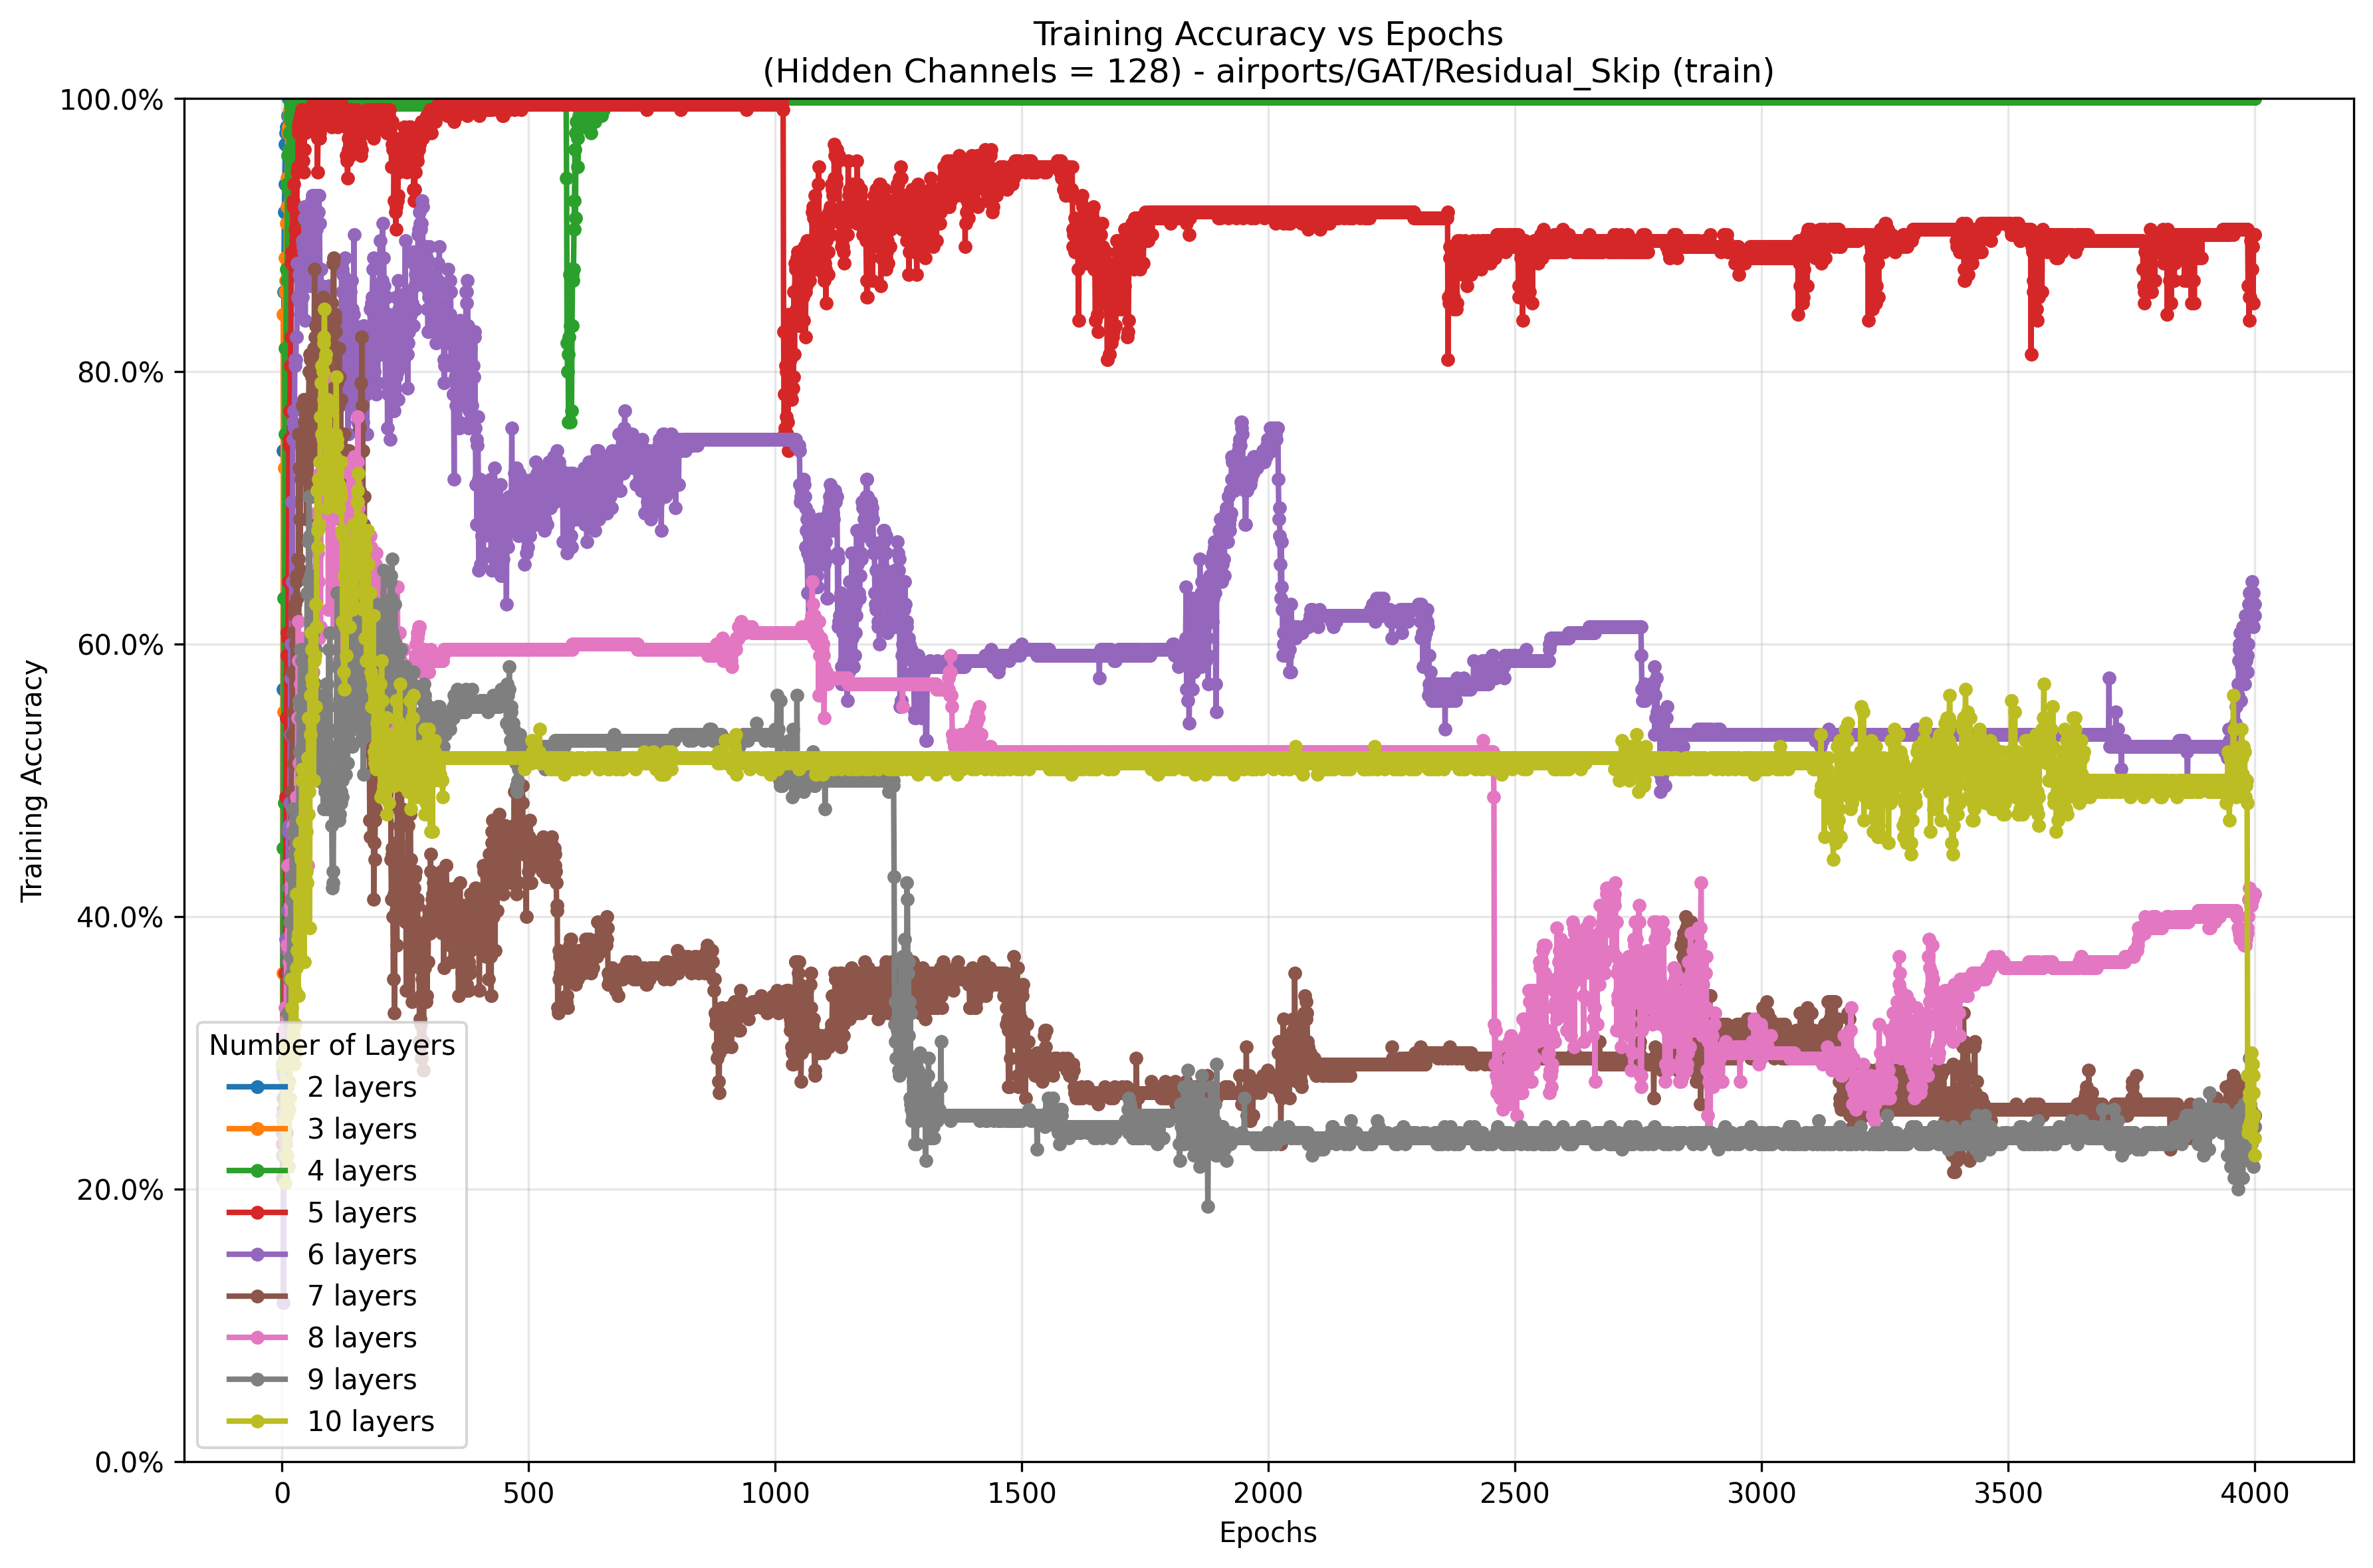 Training Accuracy vs Epochs
(Hidden Channels = 128) - airports/GAT/Residual_Skip (train)
Training Accuracy
100.0%
80.0%
60.0%
40.0%
20.0%
0.0%
Number of Layers
2 layers
3 layers
4 layers
5 layers
6 layers
7 layers
8 layers
9 layers
10 layers
0
500
1000
1500
2000
2500
3000
3500
4000
Epochs